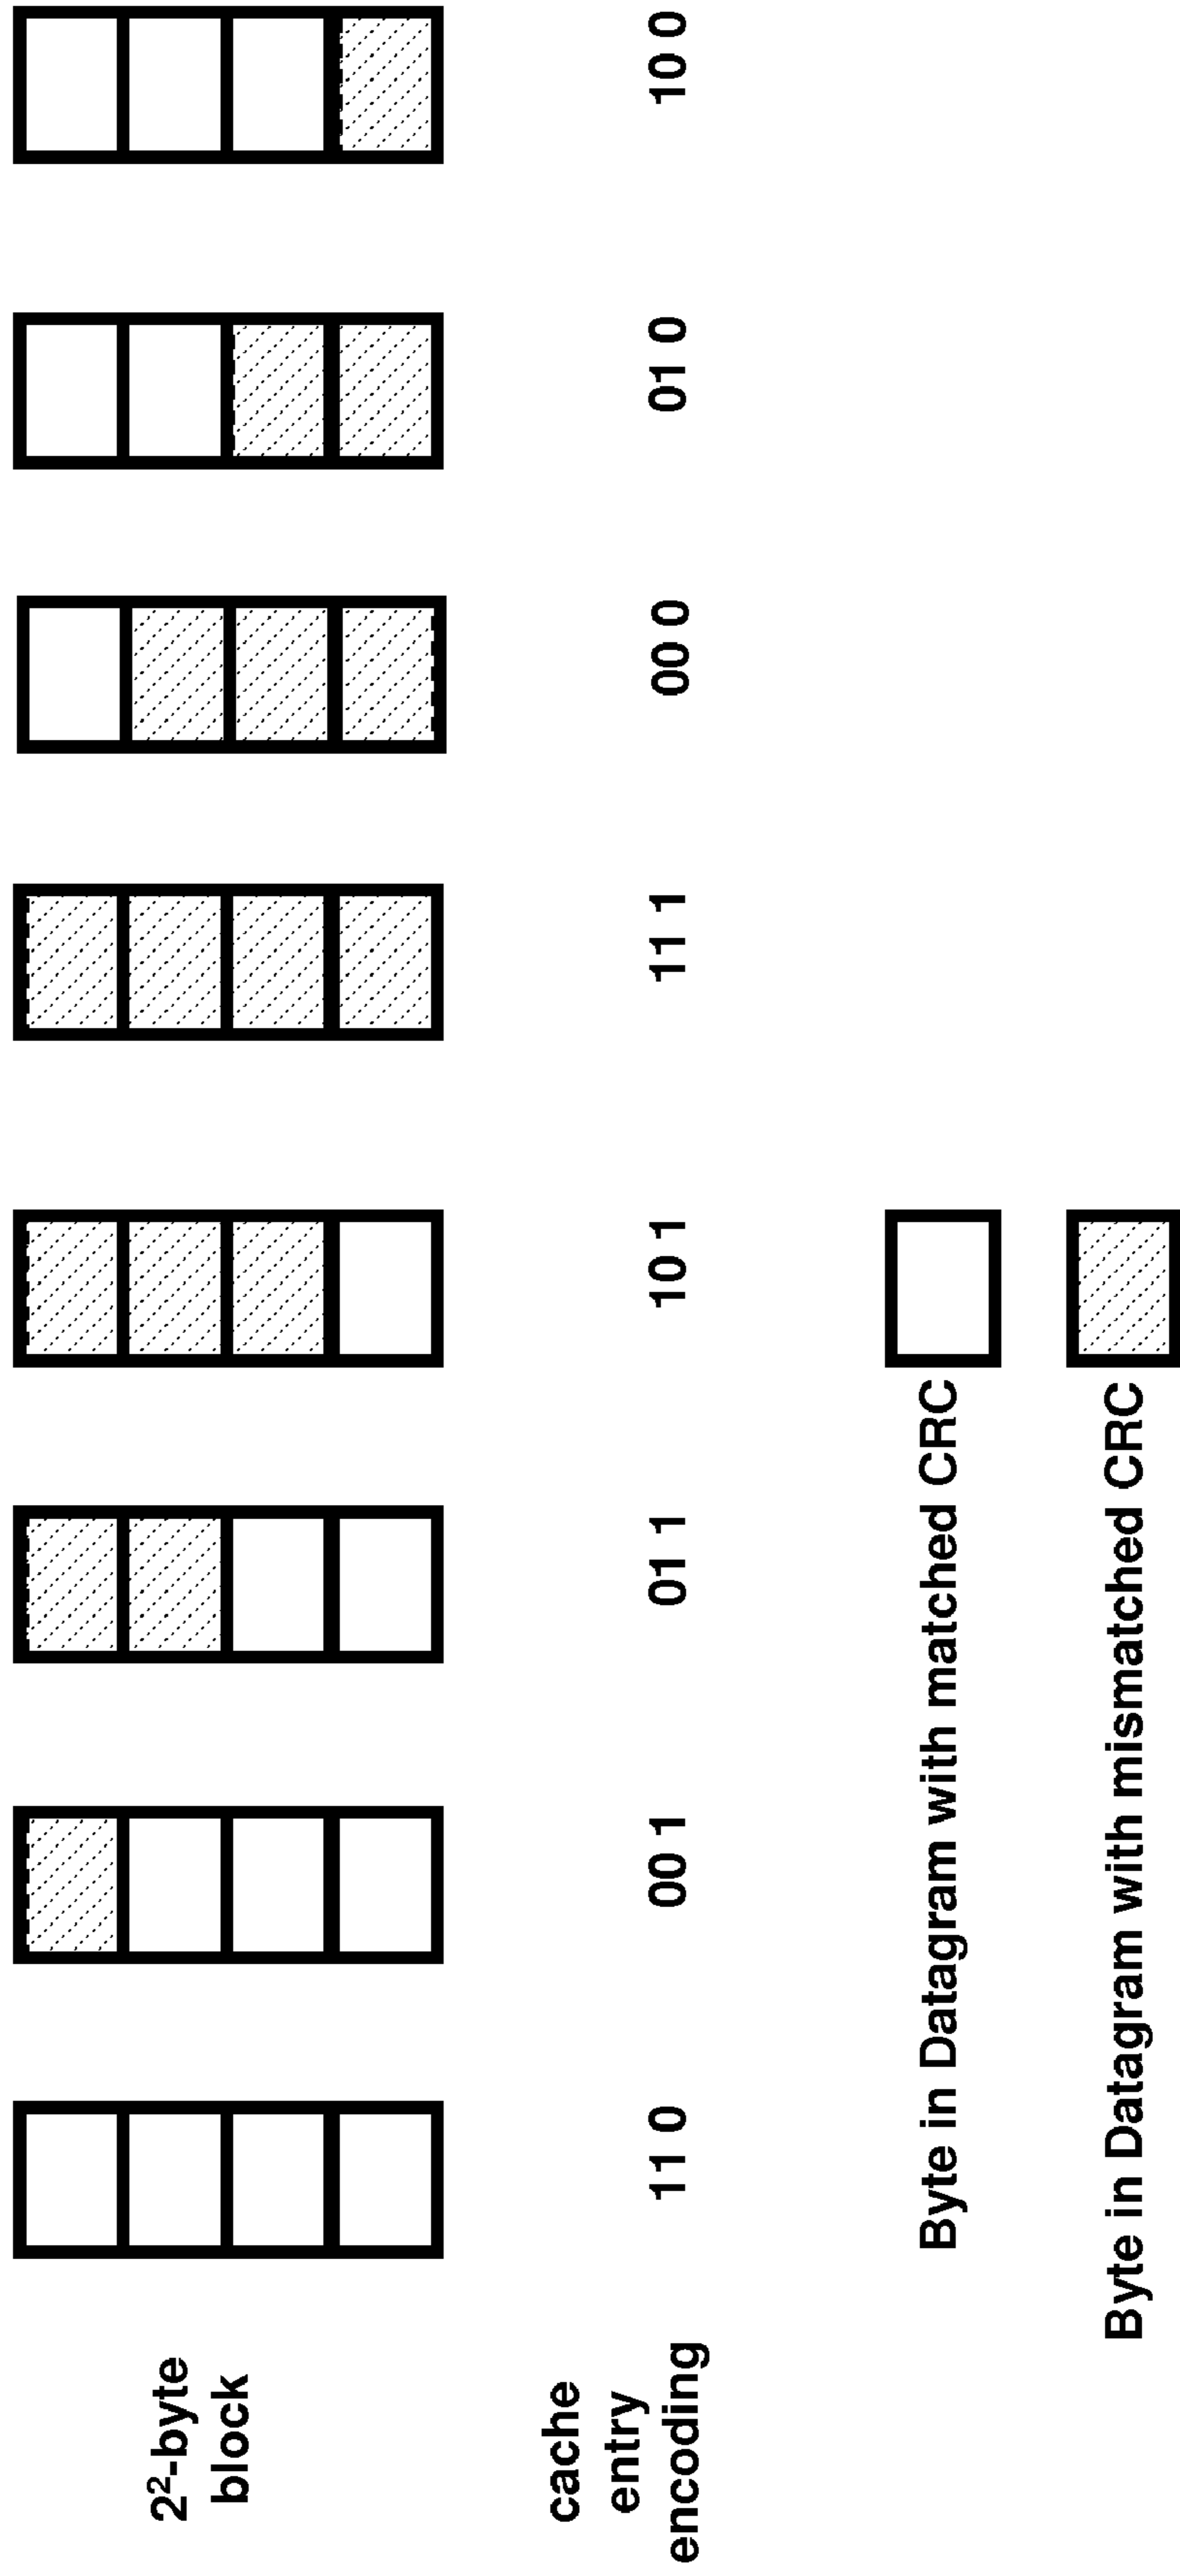 2²-byte
block
cache
entry
encoding
11 0
00 1
01 1
10 1
11 1
00 0
01 0
10 0
Byte in Datagram with matched CRC
Byte in Datagram with mismatched CRC